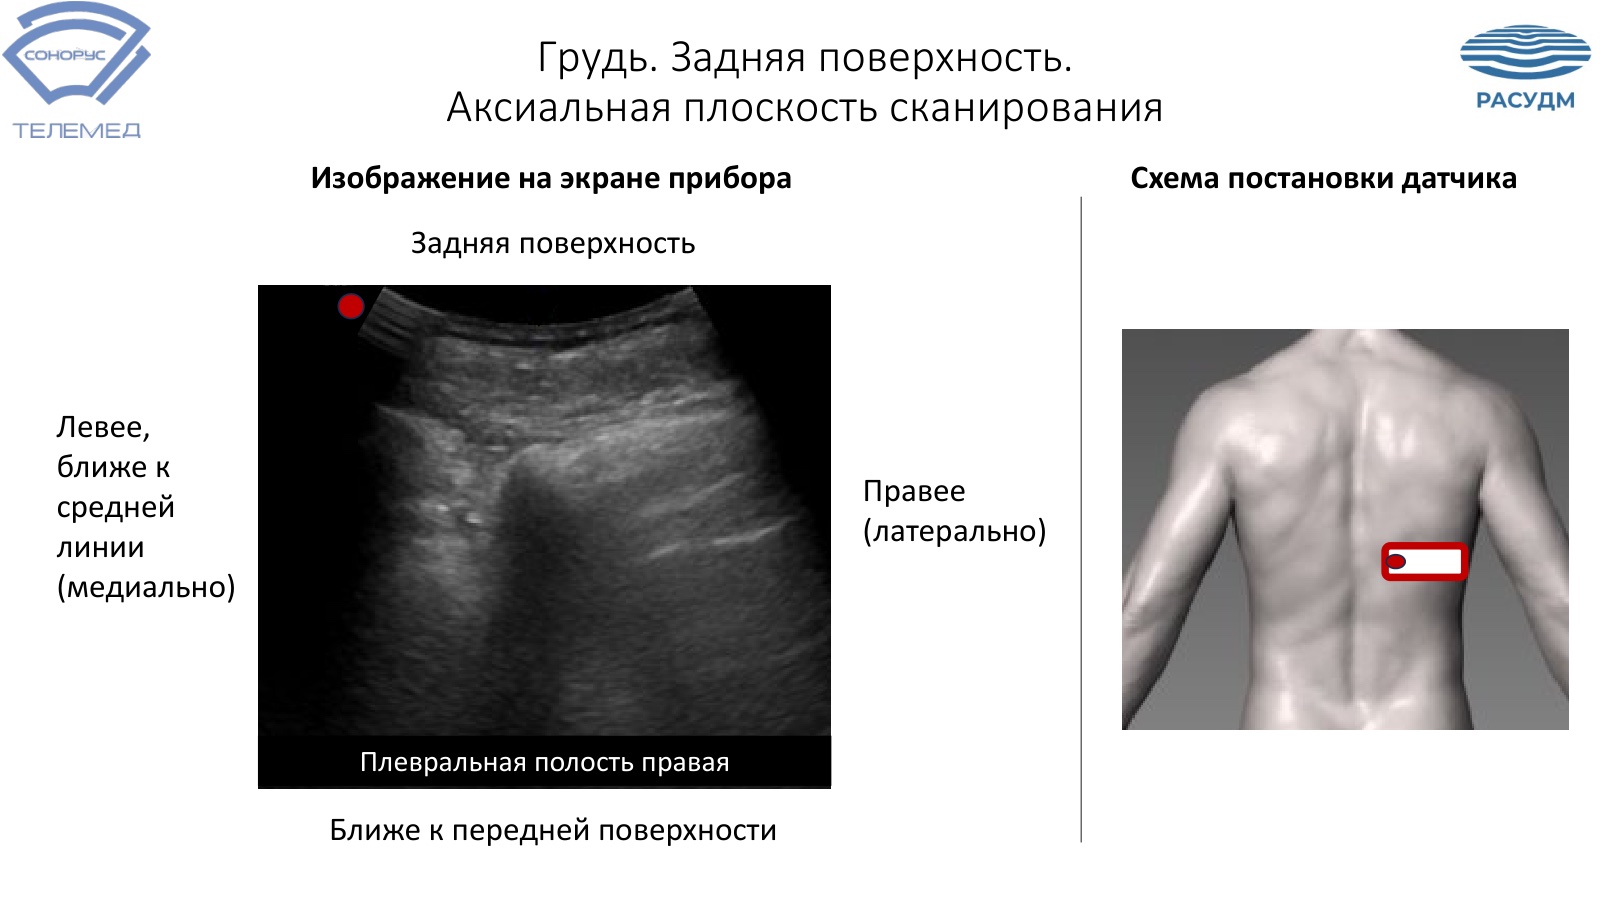 СОНОРУС
ТЕЛЕМЕД
Грудь. Задняя поверхность.
Аксиальная плоскость сканирования
РАСУДМ
Изображение на экране прибора
Схема постановки датчика
Задняя поверхность
Левее,
ближе к
средней
линии
(медиально)
Правее
(латерально)
Плевральная полость правая
Ближе к передней поверхности